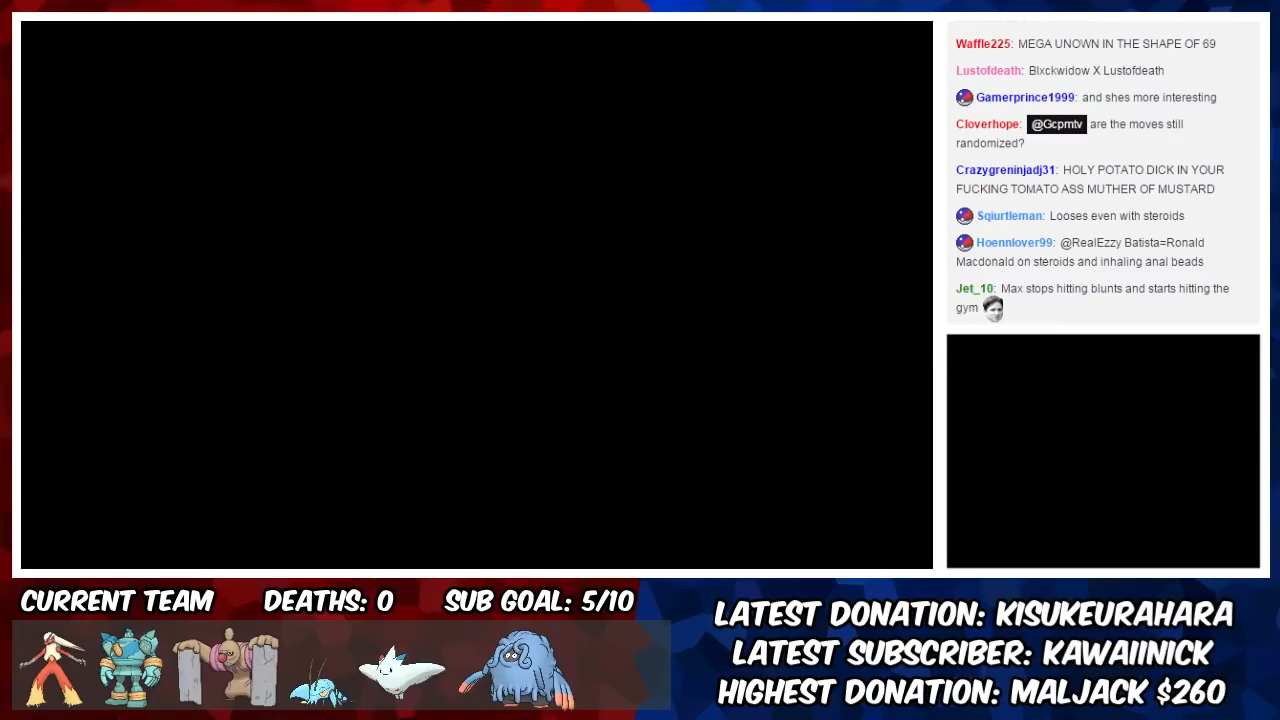 Waffle225: MEGA UNOWN IN THE SHAPE OF 69
Lustofdeath: Blxckwidow X Lustofdeath
Gamerprince1999: and shes more interesting
Cloverhope: @Gcpmtv are the moves still
randomized?
Crazygreninjadj31: HOLY POTATO DICK IN YOUR
FUCKING TOMATO ASS MUTHER OF MUSTARD
Sqiurtleman: Looses even with steroids
Hoennlover99: @RealEzzy Batista=Ronald
Macdonald on steroids and inhaling anal beads
Jet_10: Max stops hitting blunts and starts hitting the
gym
CURRENT TEAM DEATHS: 0 SUB GOAL: 5/10
LATEST DONATION: KISUKEURAHARA
LATEST SUBSCRIBER: KAWAIINICK
HIGHEST DONATION: MALJACK $260